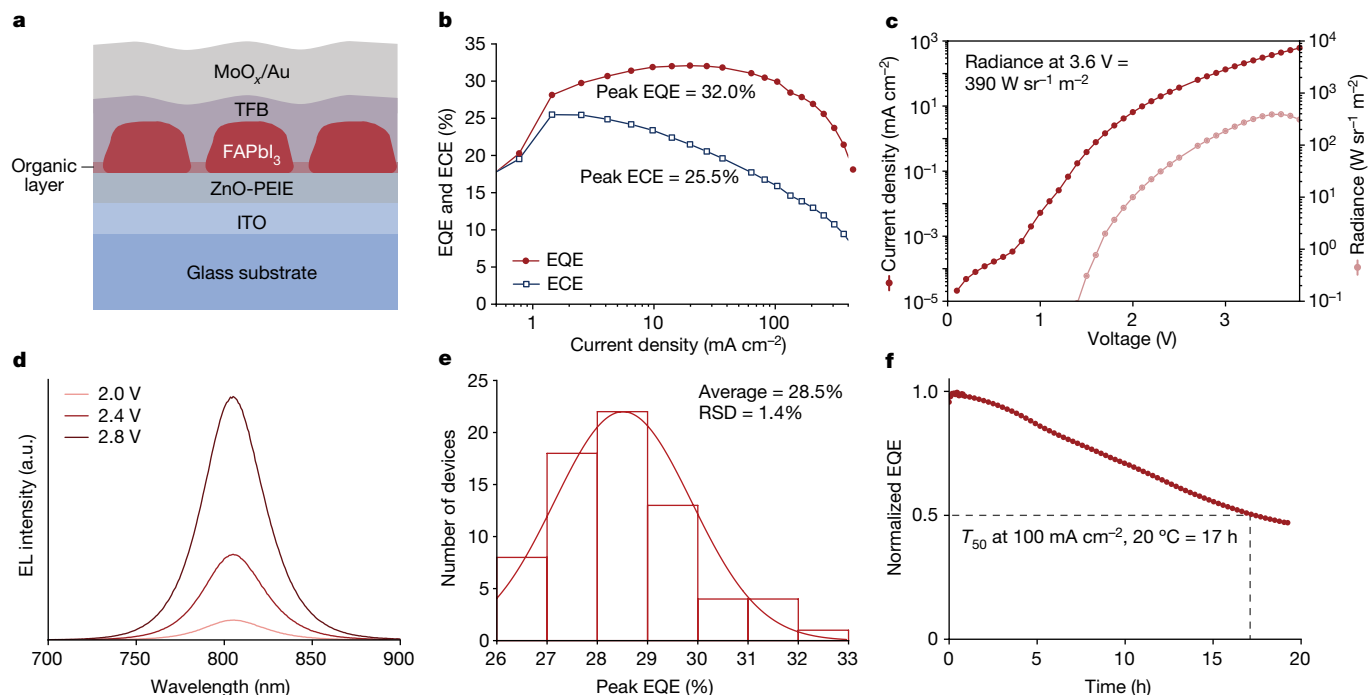 a
MoOx/Au
TFB
FAPbI3
Organic
layer
ZnO-PEIE
ITO
Glass substrate
b
35
30
25
20
15
10
5
0
EQE and ECE (%)
Peak EQE = 32.0%
Peak ECE = 25.5%
EQE
ECE
1
10
100
Current density (mA cm–2)
c
103
101
10–1
10–3
10–5
Current density (mA cm–2)
Radiance at 3.6 V =
390 W sr–1 m–2
104
103
102
101
100
10–1
Radiance (W sr–1 m–2)
0
1
2
3
Voltage (V)
d
EL intensity (a.u.)
2.0 V
2.4 V
2.8 V
700
750
800
850
900
Wavelength (nm)
e
25
20
15
10
5
0
Number of devices
Average = 28.5%
RSD = 1.4%
26
27
28
29
30
31
32
33
Peak EQE (%)
f
1.0
0.5
0
Normalized EQE
T50 at 100 mA cm–2, 20 °C = 17 h
0
5
10
15
20
Time (h)